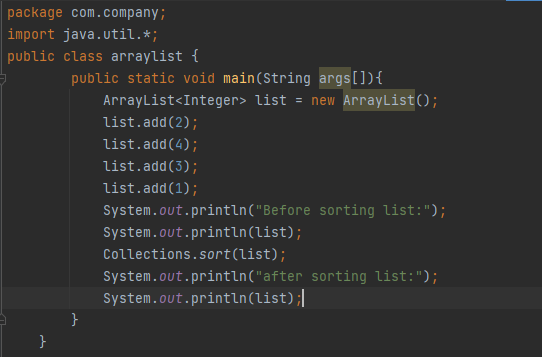 package com.company;
import java.util.*;
public class arraylist {
public static void main(String args[]){
ArrayList<Integer> list = new ArrayList();
list.add(2);
list.add(4);
list.add(3);
list.add(1);
System.out.println("Before sorting list:");
System.out.println(list);
Collections.sort(list);
System.out.println("after sorting list:");
System.out.println(list);
}
}